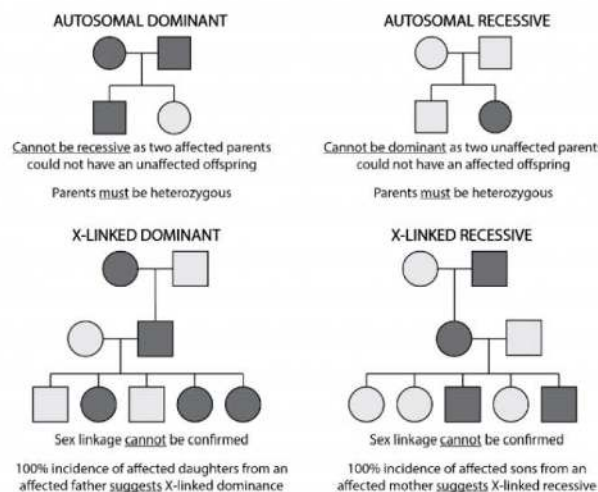 AUTOSOMAL DOMINANT
Cannot be recessive as two affected parents
could not have an unaffected offspring
Parents must be heterozygous
AUTOSOMAL RECESSIVE
Cannot be dominant as two unaffected parents
could not have an affected offspring
Parents must be heterozygous
X-LINKED DOMINANT
Sex linkage cannot be confirmed
100% incidence of affected daughters from an
affected father suggests X-linked dominance
X-LINKED RECESSIVE
Sex linkage cannot be confirmed
100% incidence of affected sons from an
affected mother suggests X-linked recessive